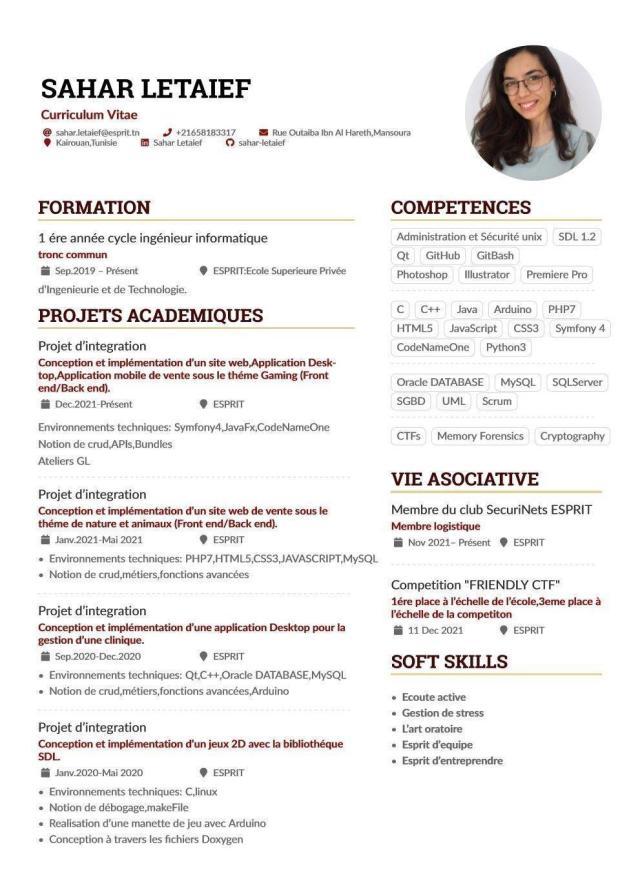 SAHAR LETAIEF
Curriculum Vitae
sahar.letaief@esprit.tn +21658183317 Rue Outaiba Ibn Al Hareth,Mansoura
Kairouan,Tunisie Sahar Letaief sahar-letaief
FORMATION
1 ére année cycle ingénieur informatique
tronc commun
Sep.2019 – Présent ESPRIT:Ecole Superieure Privée
d'Ingenieurie et de Technologie.
PROJETS ACADEMIQUES
Projet d'integration
Conception et implémentation d'un site web,Application Desk-
top,Application mobile de vente sous le théme Gaming (Front
end/Back end).
Dec.2021-Présent ESPRIT
Environnements techniques: Symfony4,JavaFx,CodeNameOne
Notion de crud,APIs,Bundles
Ateliers GL
Projet d'integration
Conception et implémentation d'un site web de vente sous le
théme de nature et animaux (Front end/Back end).
Janv.2021-Mai 2021 ESPRIT
• Environnements techniques: PHP7,HTML5,CSS3,JAVASCRIPT,MySQL
• Notion de crud,métiers,fonctions avancées
Projet d'integration
Conception et implémentation d'une application Desktop pour la
gestion d'une clinique.
Sep.2020-Dec.2020 ESPRIT
• Environnements techniques: Qt,C++,Oracle DATABASE,MySQL
• Notion de crud,métiers,fonctions avancées,Arduino
Projet d'integration
Conception et implémentation d'un jeux 2D avec la bibliothéque
SDL.
Janv.2020-Mai 2020 ESPRIT
• Environnements techniques: C,linux
• Notion de débogage,makeFile
• Realisation d'une manette de jeu avec Arduino
• Conception à travers les fichiers Doxygen
COMPETENCES
Administration et Sécurité unix SDL 1.2
Qt GitHub GitBash
Photoshop Illustrator Premiere Pro
C C++ Java Arduino PHP7
HTML5 JavaScript CSS3 Symfony 4
CodeNameOne Python3
Oracle DATABASE MySQL SQLServer
SGBD UML Scrum
CTFs Memory Forensics Cryptography
VIE ASOCIATIVE
Membre du club SecuriNets ESPRIT
Membre logistique
Nov 2021– Présent ESPRIT
Competition "FRIENDLY CTF"
1ére place à l'échelle de l'école,3eme place à
l'échelle de la competiton
11 Dec 2021 ESPRIT
SOFT SKILLS
• Ecoute active
• Gestion de stress
• L'art oratoire
• Esprit d'equipe
• Esprit d'entreprendre